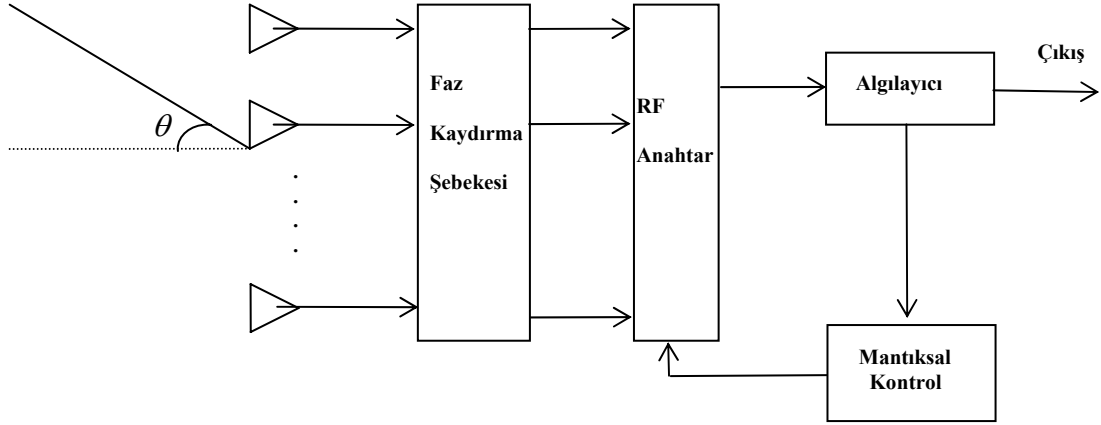 θ
Faz
Kaydırma
Şebekesi
RF
Anahtar
Algılayıcı
Çıkış
Mantıksal
Kontrol